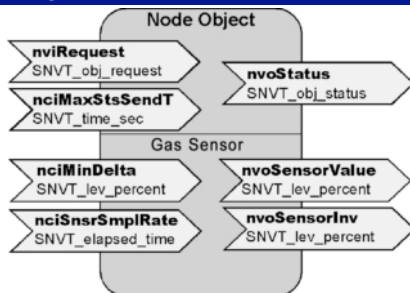 Node Object
nviRequest
SNVT_obj_request
nvoStatus
SNVT_obj_status
nciMaxStsSendT
SNVT_time_sec
Gas Sensor
nciMinDelta
SNVT_lev_percent
nvoSensorValue
SNVT_lev_percent
nciSnsrSmplRate
SNVT_elapsed_time
nvoSensorInv
SNVT_lev_percent